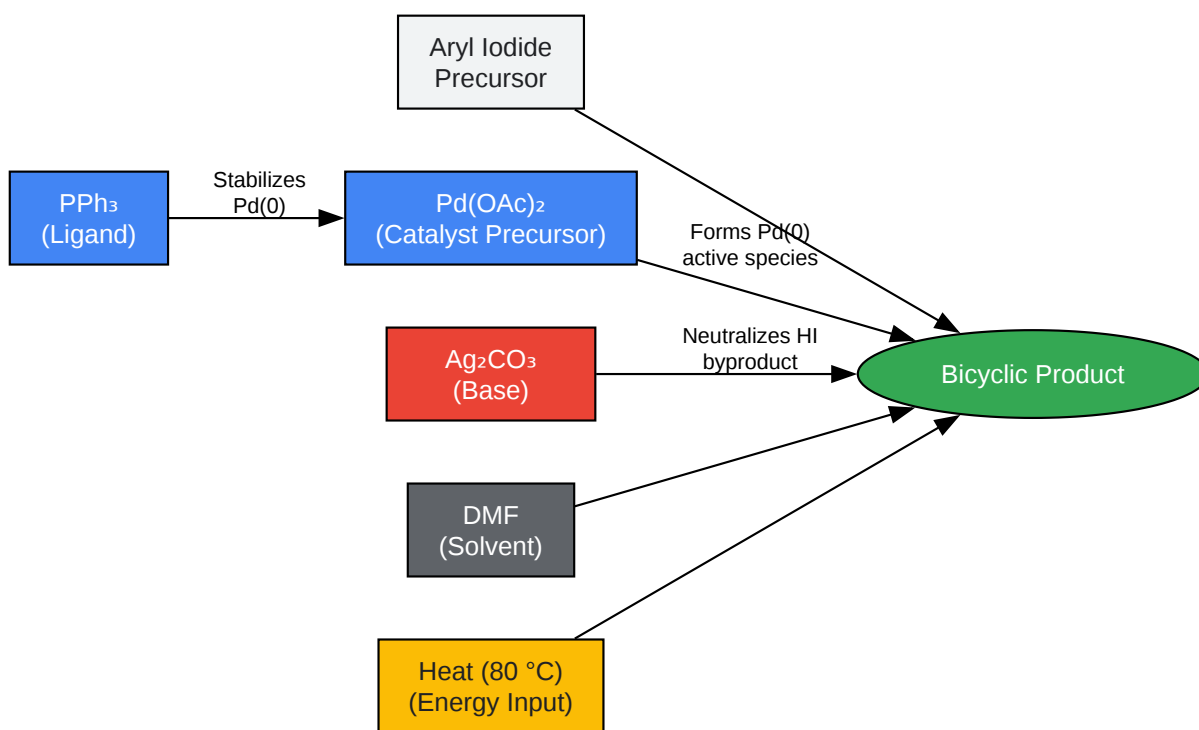 Aryl Iodide
Precursor
PPh₃
(Ligand)
Stabilizes
Pd(0)
Pd(OAc)₂
(Catalyst Precursor)
Forms Pd(0)
active species
Ag₂CO₃
(Base)
Neutralizes HI
byproduct
Bicyclic Product
DMF
(Solvent)
Heat (80 °C)
(Energy Input)